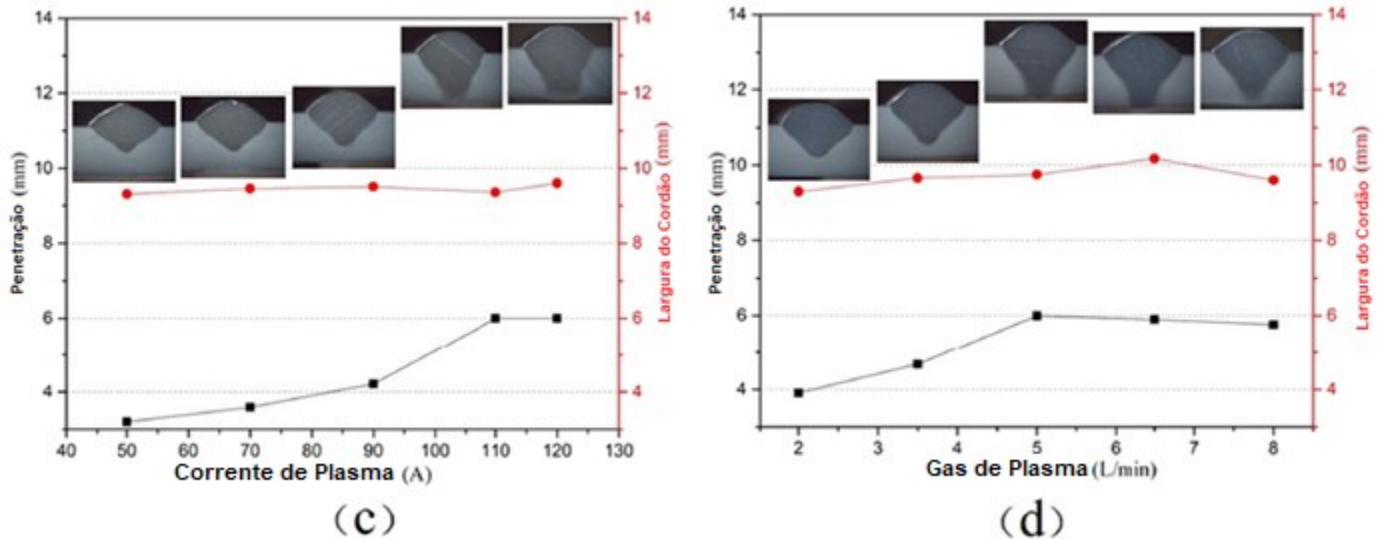 14
12
10
8
6
4
Penetração (mm)
40 50 60 70 80 90 100 110 120 130
Corrente de Plasma (A)
14
12
10
8
6
4
Largura do Cordão (mm)
(c)
14
12
10
8
6
4
Penetração (mm)
2 3 4 5 6 7 8
Gas de Plasma (L/min)
14
12
10
8
6
4
Largura do Cordão (mm)
(d)